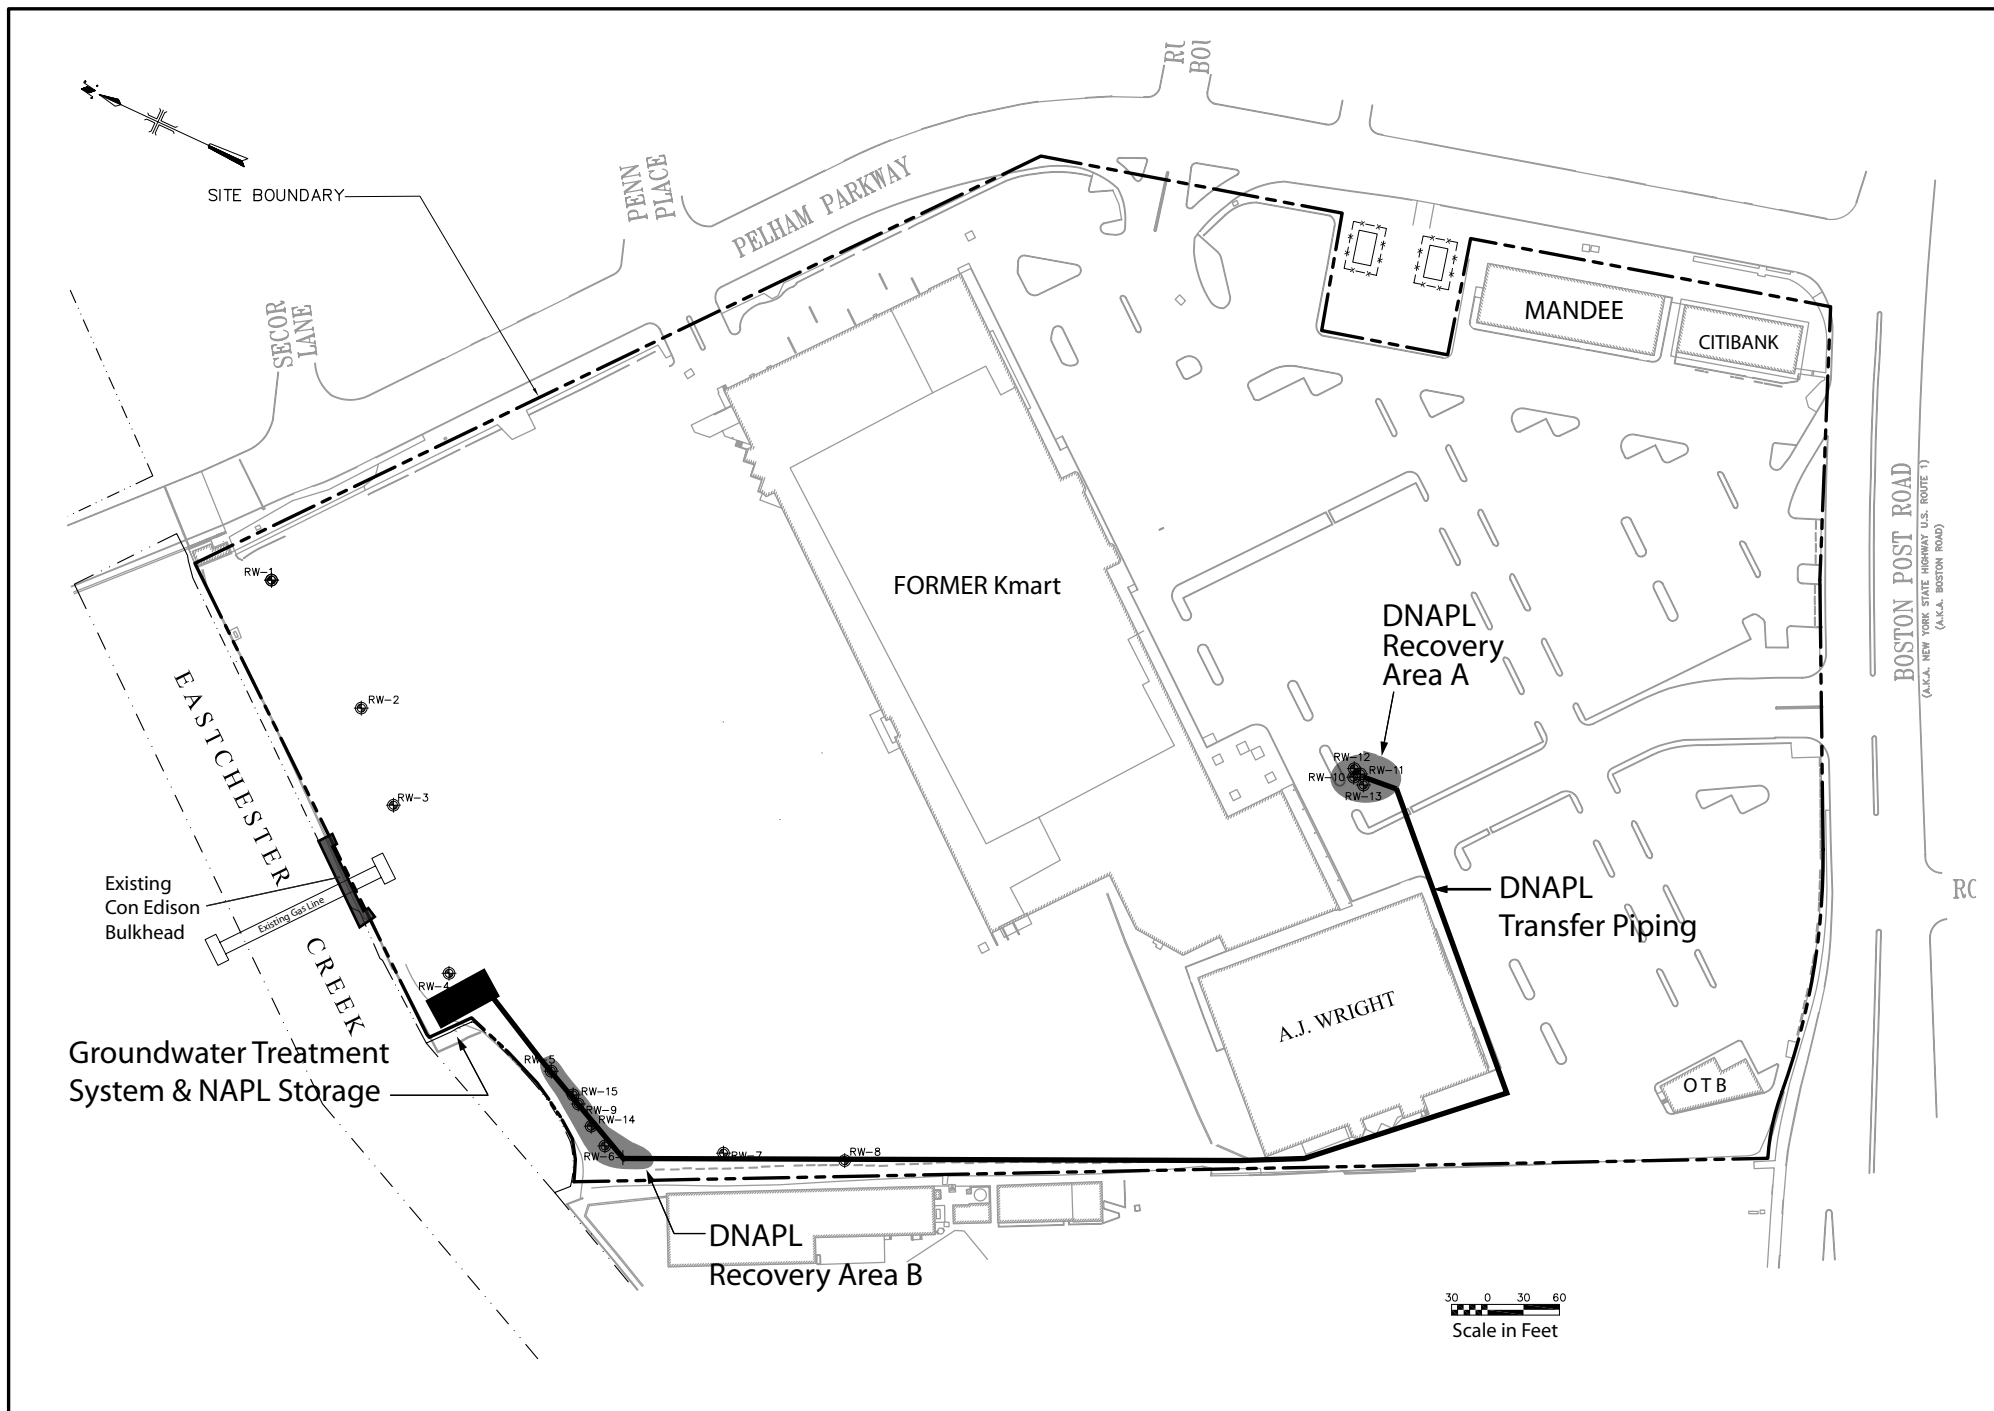 N
SITE BOUNDARY
SECOR
LANE
PENN
PLACE
PELHAM PARKWAY
MANDEE
CITIBANK
BOSTON POST ROAD
(A.K.A. NEW YORK STATE HIGHWAY U.S. ROUTE 1)
(A.K.A. BOSTON ROAD)
RW-1
RW-2
RW-3
FORMER Kmart
DNAPL
Recovery
Area A
RW-12
RW-11
RW-10
RW-13
EASTCHESTER
CREEK
Existing
Con Edison
Bulkhead
Existing Gas Line
DNAPL
Transfer Piping
RW-4
A.J. WRIGHT
Groundwater Treatment
System & NAPL Storage
RW-5
RW-15
RW-9
RW-14
RW-6
RW-7
RW-8
OTB
DNAPL
Recovery Area B
30 0 30 60
Scale in Feet